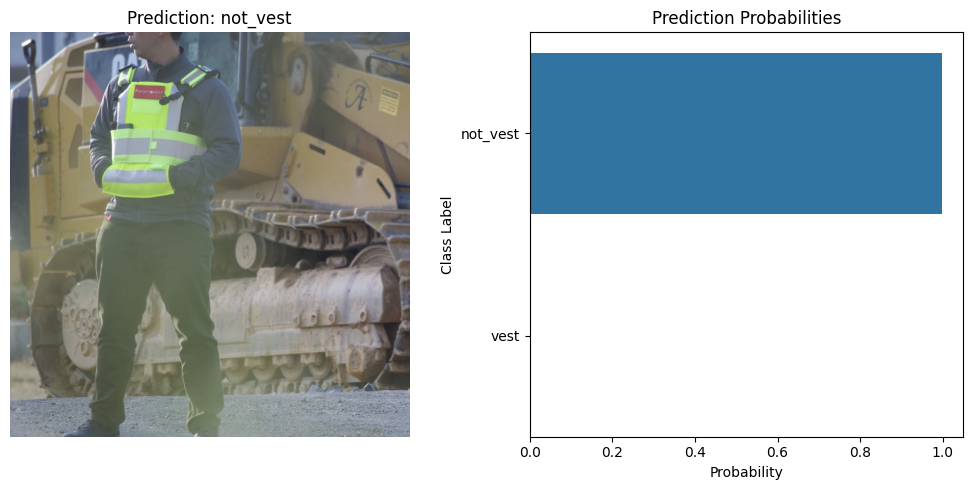 Prediction: not_vest
Prediction Probabilities
A
not_vest
vest
Class Label
0.0 0.2 0.4 0.6 0.8 1.0
Probability